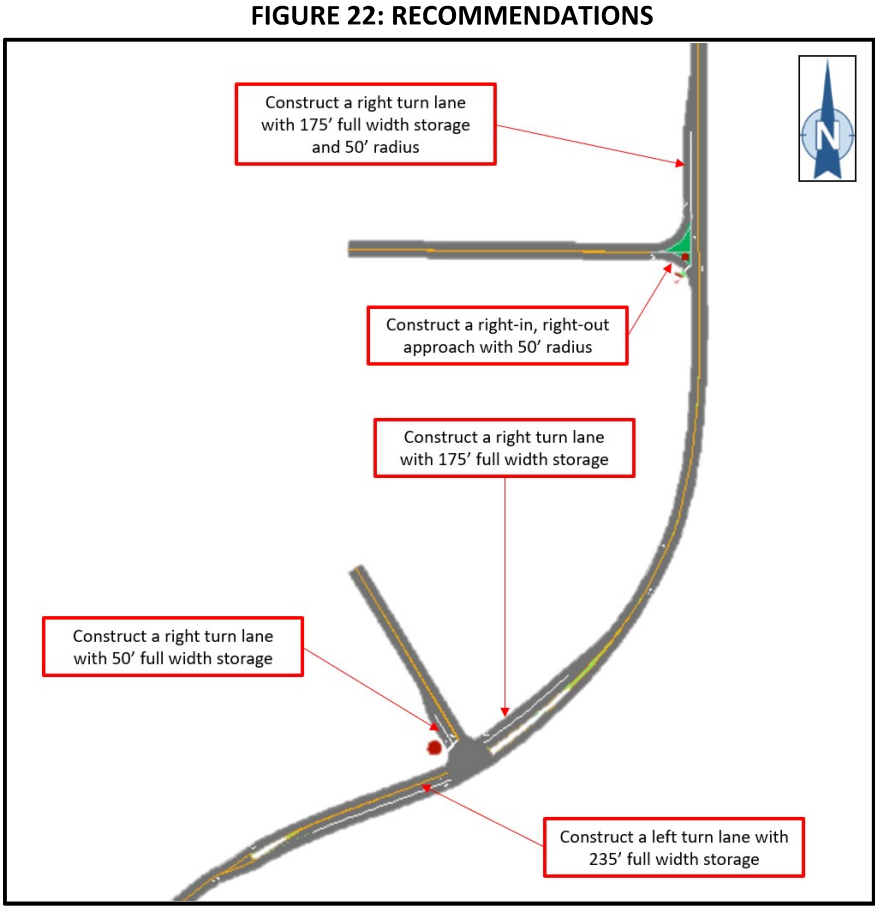 FIGURE 22: RECOMMENDATIONS
Construct a right turn lane
with 175’ full width storage
and 50’ radius
N
Construct a right-in, right-out
approach with 50’ radius
Construct a right turn lane
with 175’ full width storage
Construct a right turn lane
with 50’ full width storage
Construct a left turn lane with
235’ full width storage